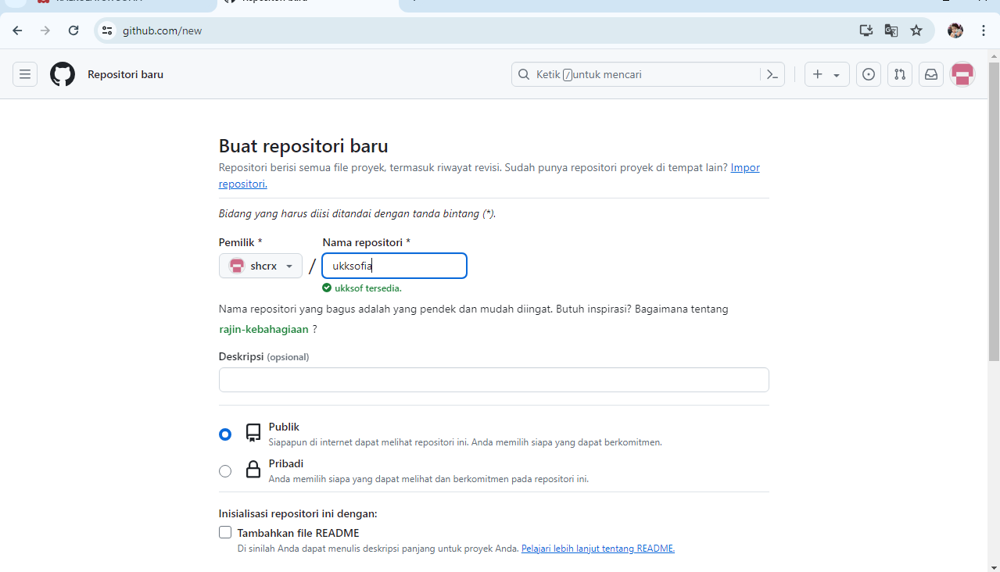 github.com/new
Repositori baru
Ketik / untuk mencari
Buat repositori baru
Repositori berisi semua file proyek, termasuk riwayat revisi. Sudah punya repositori proyek di tempat lain? Impor
repositori.
Bidang yang harus diisi ditandai dengan tanda bintang (*).
Pemilik * Nama repositori *
shcrx / ukksofia
ukksof tersedia.
Nama repositori yang bagus adalah yang pendek dan mudah diingat. Butuh inspirasi? Bagaimana tentang
rajin-kebahagiaan ?
Deskripsi (opsional)
Publik
Siapapun di internet dapat melihat repositori ini. Anda memilih siapa yang dapat berkomitmen.
Pribadi
Anda memilih siapa yang dapat melihat dan berkomitmen pada repositori ini.
Inisialisasi repositori ini dengan:
Tambahkan file README
Di sinilah Anda dapat menulis deskripsi panjang untuk proyek Anda. Pelajari lebih lanjut tentang README.